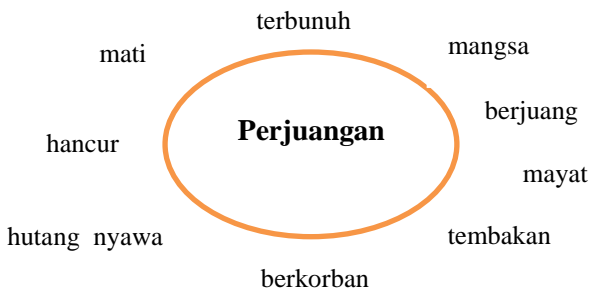 terbunuh
mati
mangsa
berjuang
Perjuangan
hancur
mayat
hutang nyawa
tembakan
berkorban